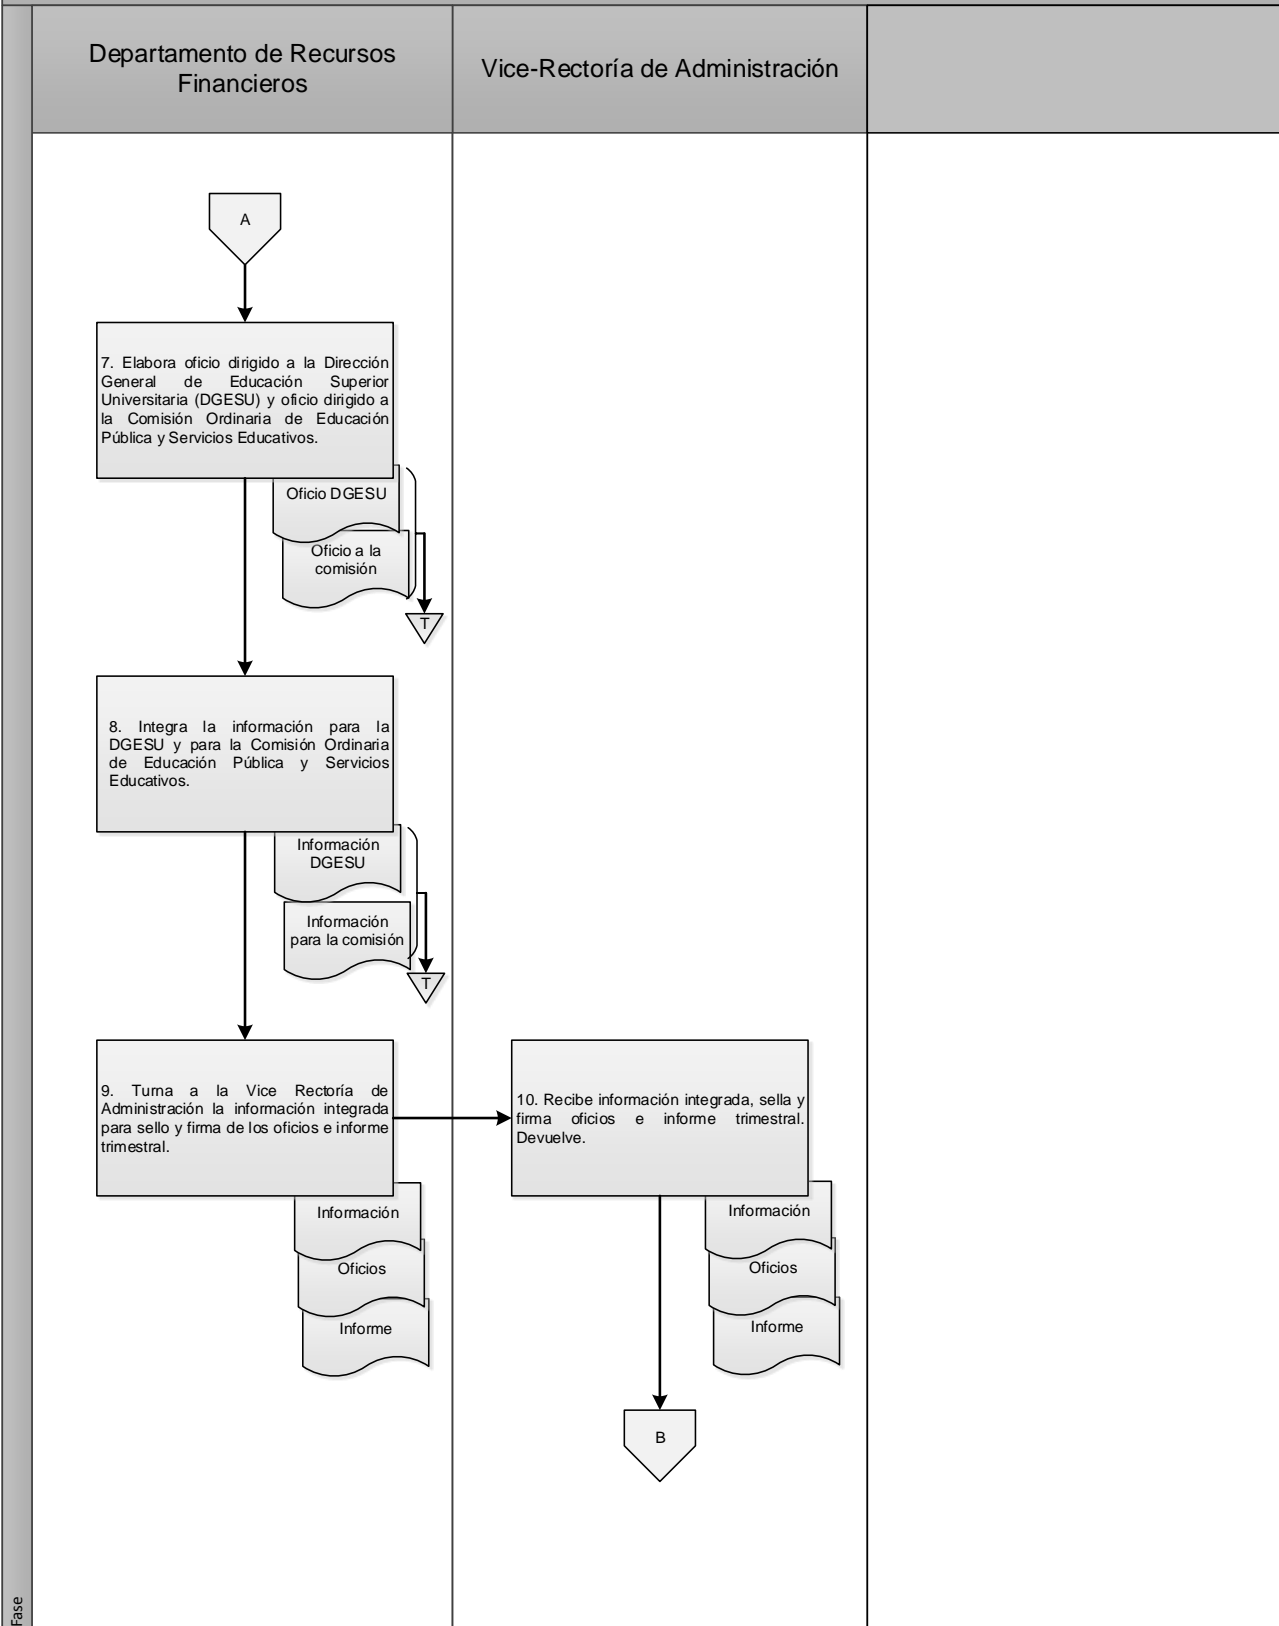 Departamento de Recursos
Financieros
Vice-Rectoría de Administración
A
7. Elabora oficio dirigido a la Dirección
General de Educación Superior
Universitaria (DGESU) y oficio dirigido a
la Comisión Ordinaria de Educación
Pública y Servicios Educativos.
Oficio DGESU
Oficio a la
comisión
T
8. Integra la información para la
DGESU y para la Comisión Ordinaria
de Educación Pública y Servicios
Educativos.
Información
DGESU
Información
para la comisión
T
9. Turna a la Vice Rectoría de
Administración la información integrada
para sello y firma de los oficios e informe
trimestral.
Información
Oficios
Informe
10. Recibe información integrada, sella y
firma oficios e informe trimestral.
Devuelve.
Información
Oficios
Informe
B
Fase